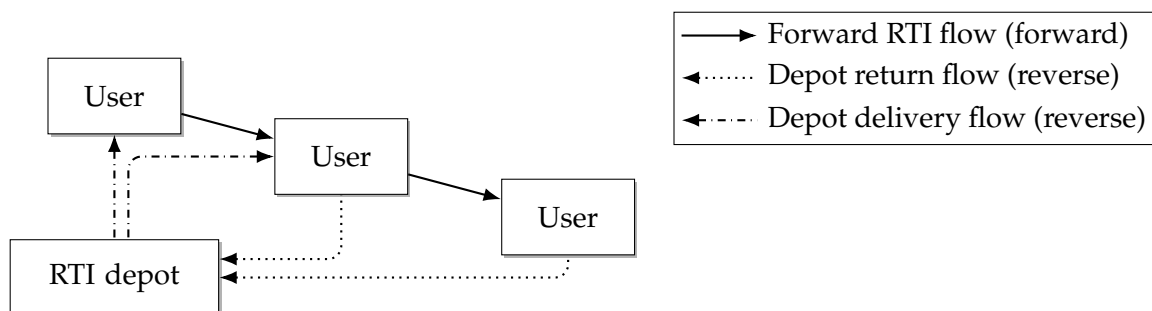 User
User
User
RTI depot
Forward RTI flow (forward)
Depot return flow (reverse)
Depot delivery flow (reverse)